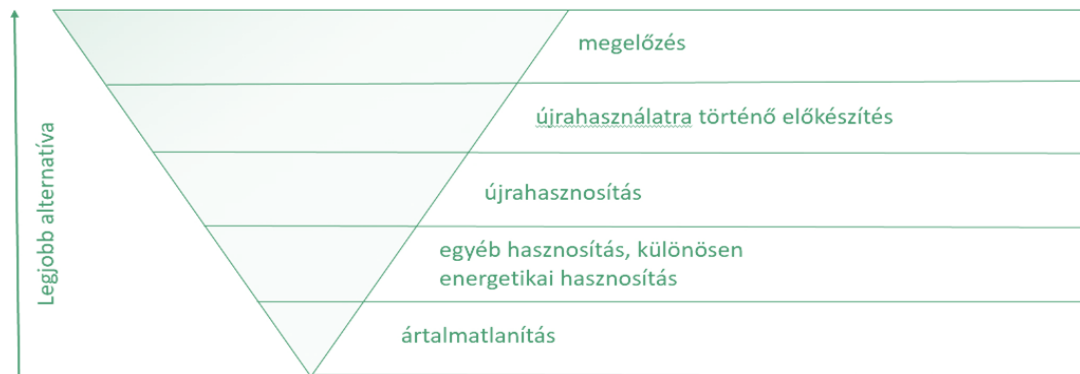 Legjobb alternatíva
megelőzés
újrahasználatra történő előkészítés
újrahasznosítás
egyéb hasznosítás, különösen
energetikai hasznosítás
ártalmatlanítás